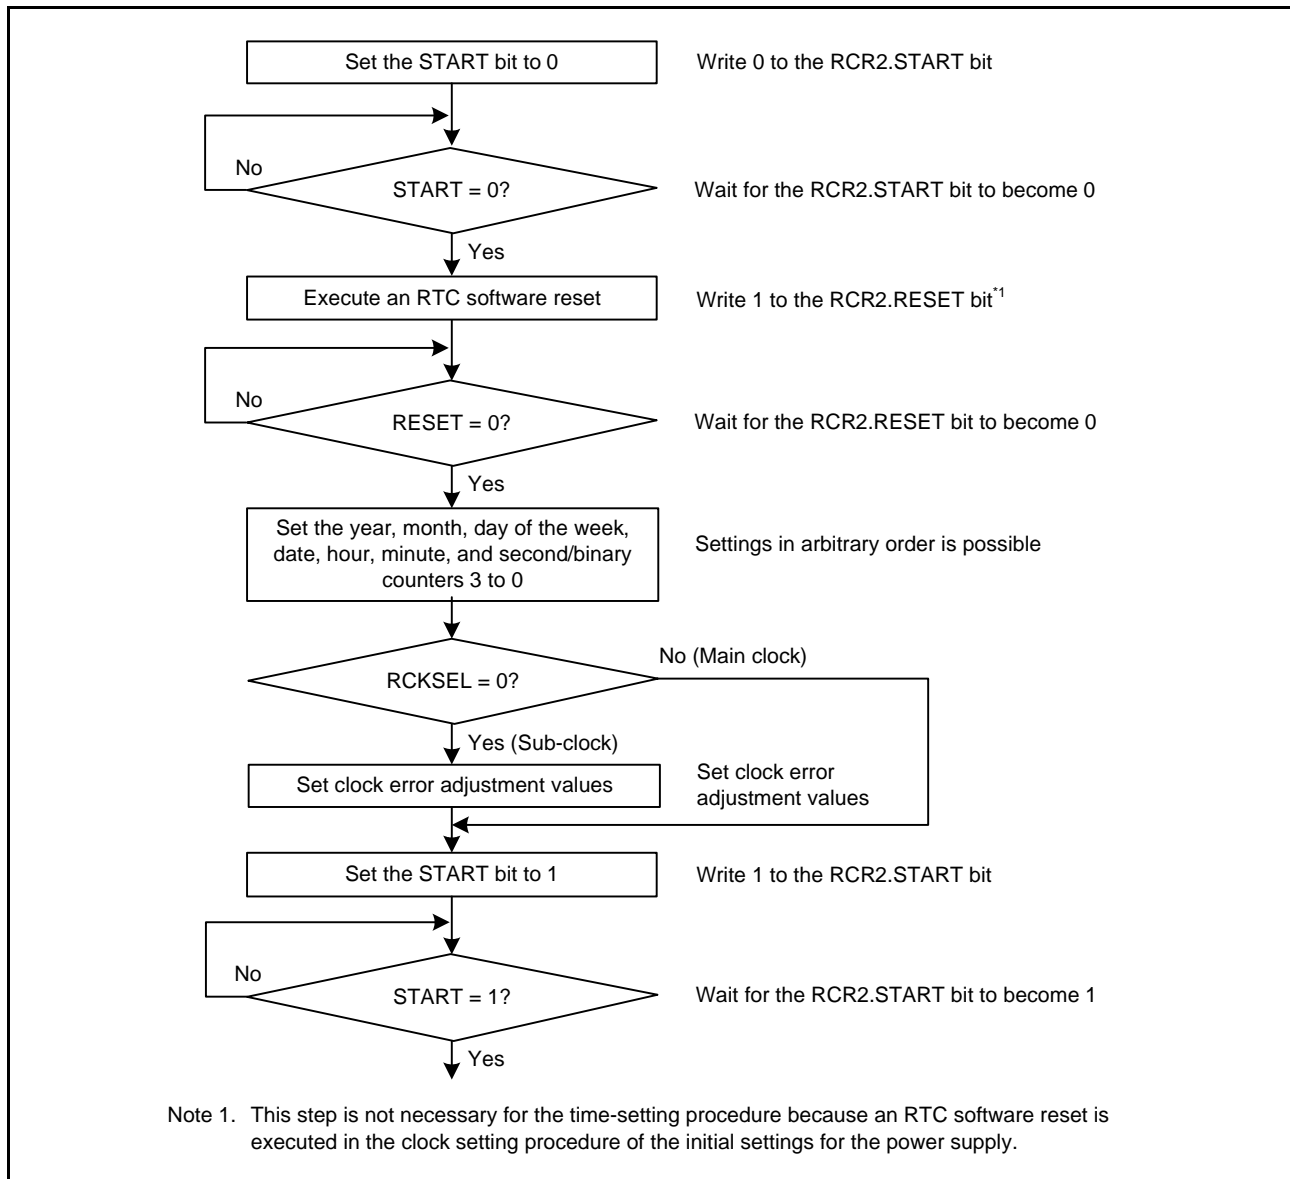 Set the START bit to 0
Write 0 to the RCR2.START bit
No
START = 0?
Wait for the RCR2.START bit to become 0
Yes
Execute an RTC software reset
Write 1 to the RCR2.RESET bit*1
No
RESET = 0?
Wait for the RCR2.RESET bit to become 0
Yes
Set the year, month, day of the week,
date, hour, minute, and second/binary
counters 3 to 0
Settings in arbitrary order is possible
No (Main clock)
RCKSEL = 0?
Yes (Sub-clock)
Set clock error adjustment values
Set clock error
adjustment values
Set the START bit to 1
Write 1 to the RCR2.START bit
No
START = 1?
Wait for the RCR2.START bit to become 1
Yes
Note 1. This step is not necessary for the time-setting procedure because an RTC software reset is
executed in the clock setting procedure of the initial settings for the power supply.